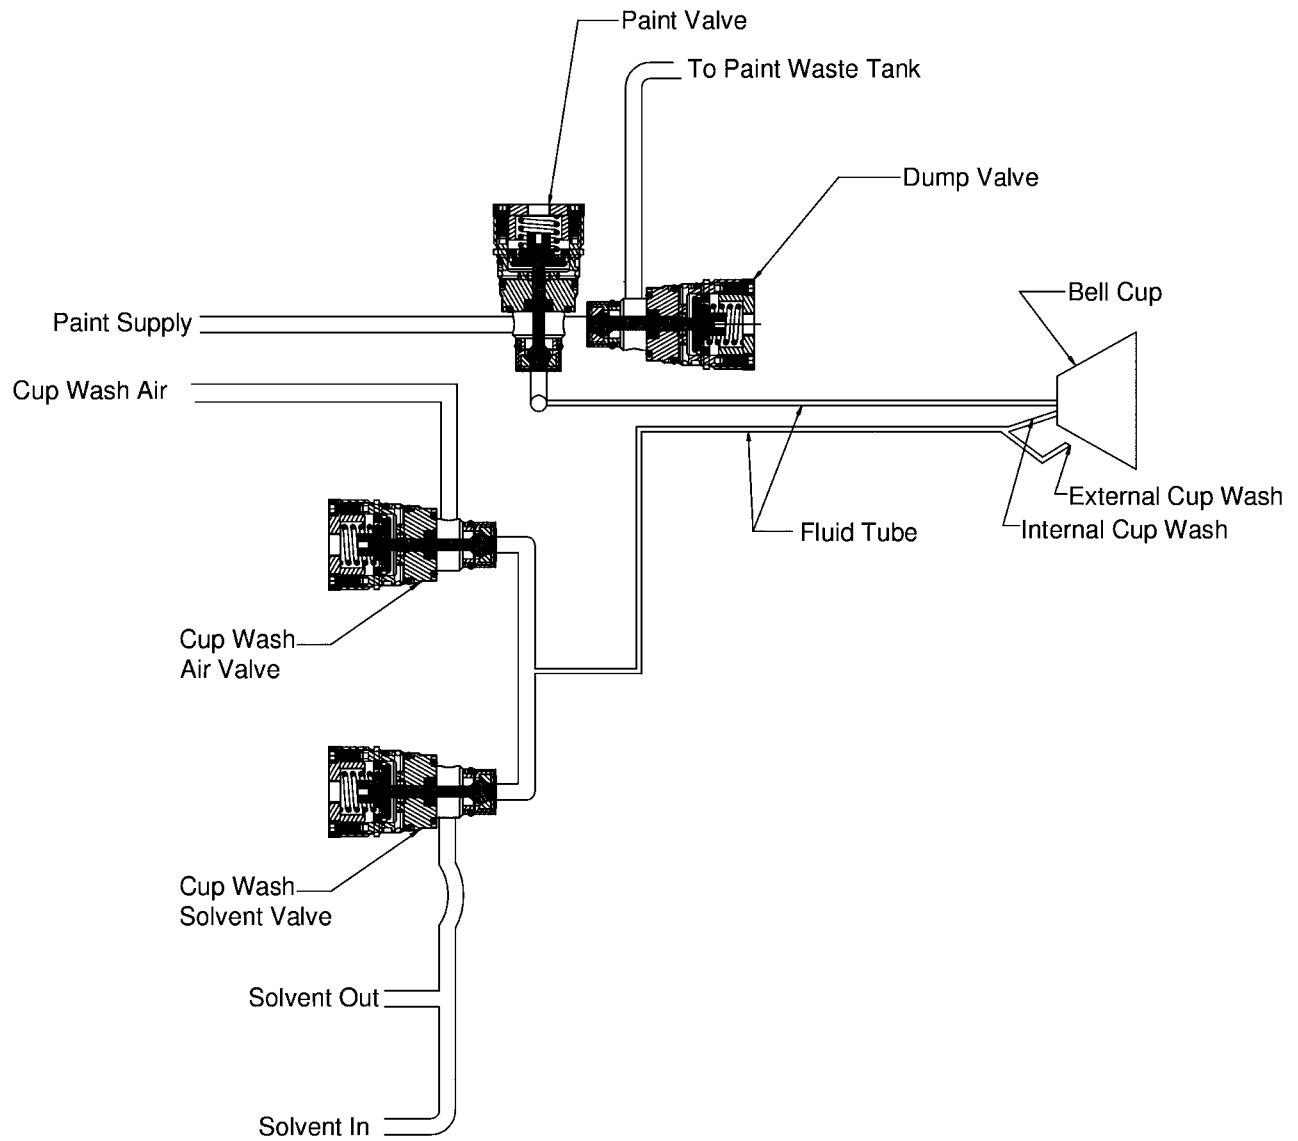 Paint Valve
To Paint Waste Tank
Dump Valve
Bell Cup
Paint Supply
Cup Wash Air
External Cup Wash
Internal Cup Wash
Fluid Tube
Cup Wash
Air Valve
Cup Wash
Solvent Valve
Solvent Out
Solvent In